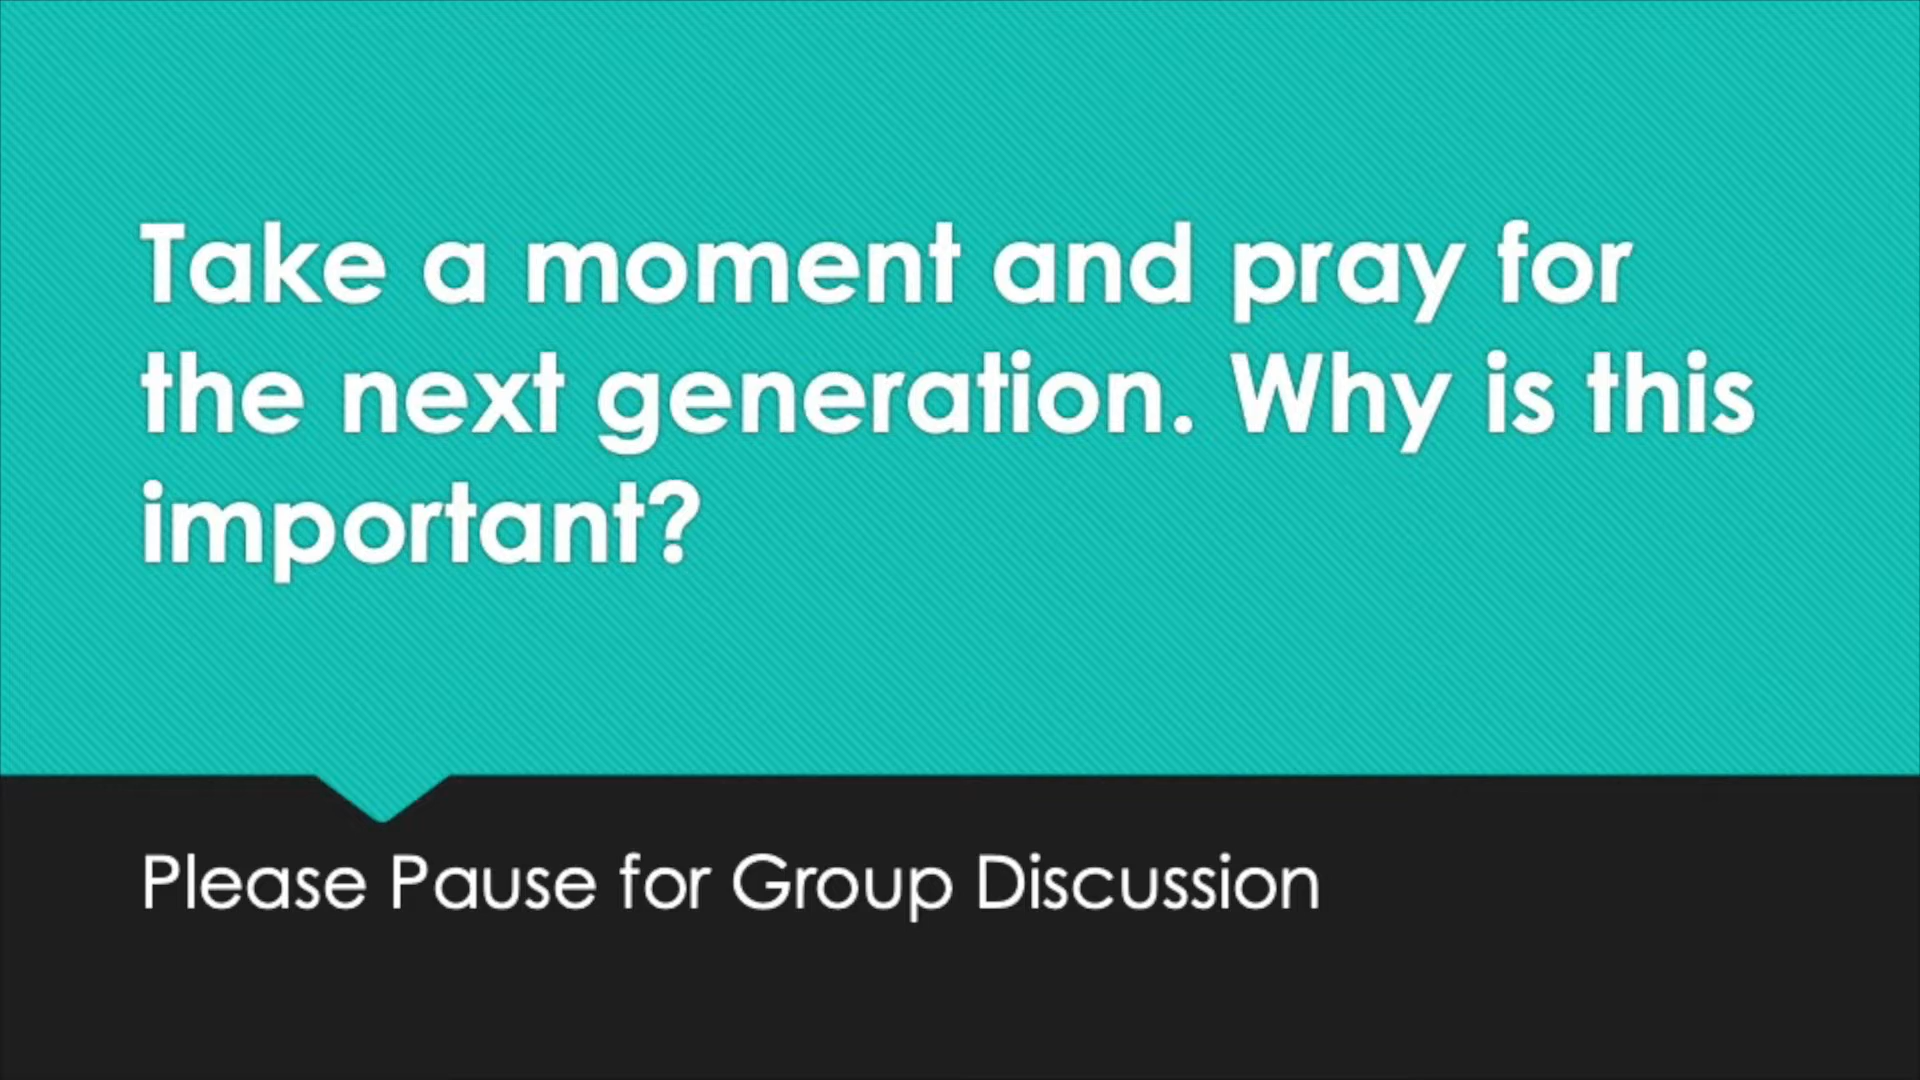 Take a moment and pray for
the next generation. Why is this
important?
Please Pause for Group Discussion